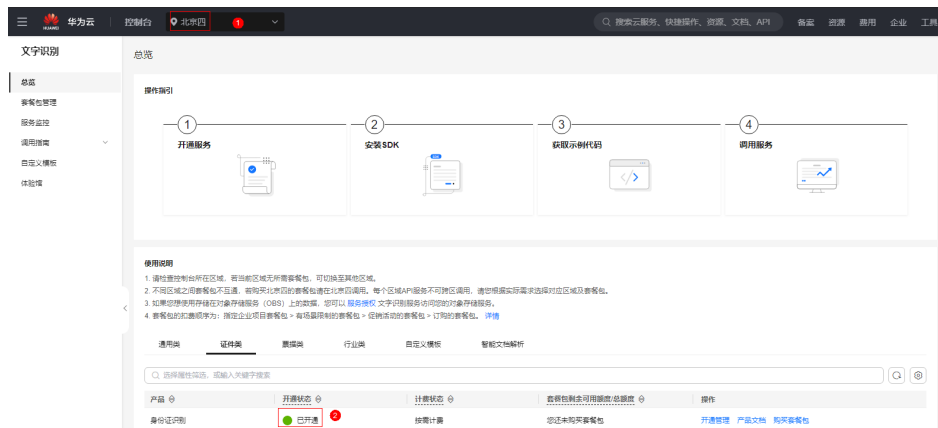 HUAWEI 华为云 控制台 北京四 1 搜索云服务、快捷操作、资源、文档、API 备案 资源 费用 企业 工具
文字识别
总览
总览
套餐包管理
服务监控
调用指南
自定义模板
体验馆
操作指引
1 2 3 4
开通服务 安装SDK 获取示例代码 调用服务
使用说明
1. 请检查控制台所在区域，若当前区域无所需套餐包，可切换至其他区域。
2. 不同区域之间套餐包不互通，若购买北京四的套餐包请在北京四调用。每个区域API服务不可跨区调用，请您根据实际需求选择对应区域及套餐包。
3. 如果您想使用存储在对象存储服务（OBS）上的数据，您可以 服务授权 文字识别服务访问您的对象存储服务。
4. 套餐包的扣费顺序为：指定企业项目套餐包 > 有场景限制的套餐包 > 促销活动的套餐包 > 订购的套餐包。 详情
通用类 证件类 票据类 行业类 自定义模板 智能文档解析
选择属性筛选，或输入关键字搜索
产品 开通状态 计费状态 套餐包剩余可用额度/总额度 操作
身份证识别 已开通 2 按需计费 您还未购买套餐包 开通管理 产品文档 购买套餐包